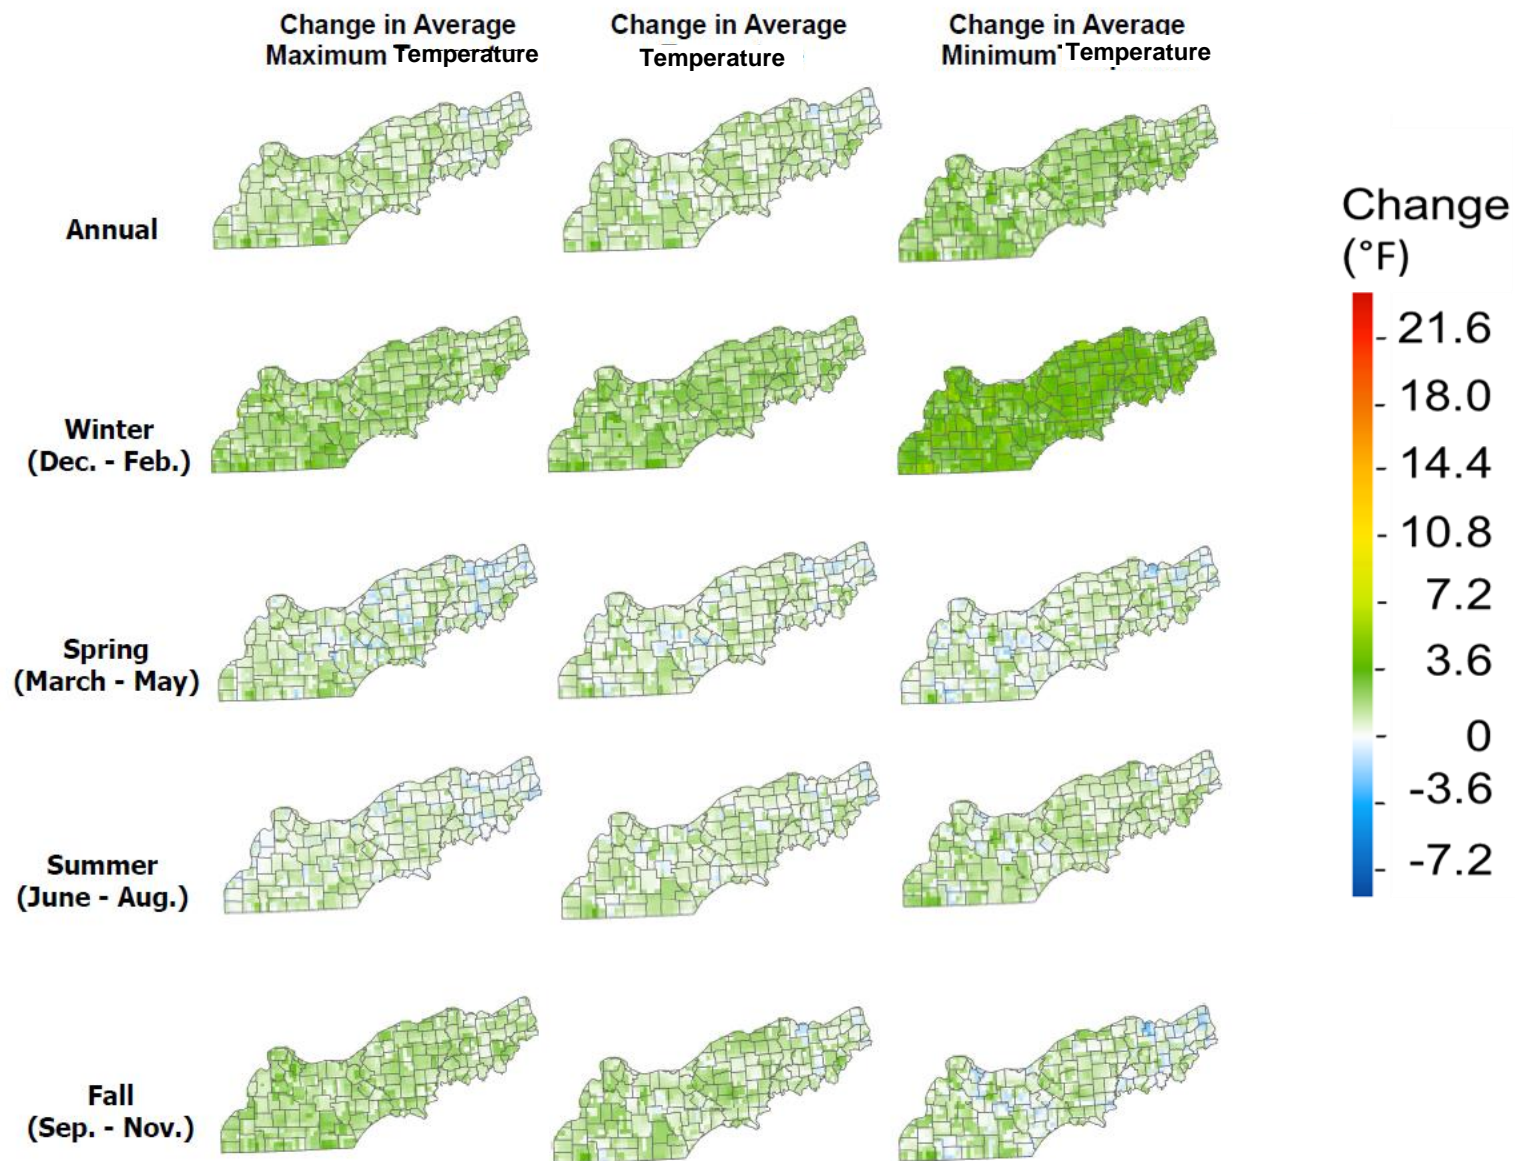 Change in Average
Maximum Temperature
Change in Average
Temperature
Change in Average
Minimum Temperature
Annual
Winter
(Dec. - Feb.)
Spring
(March - May)
Summer
(June - Aug.)
Fall
(Sep. - Nov.)
Change
(°F)
21.6
18.0
14.4
10.8
7.2
3.6
0
-3.6
-7.2